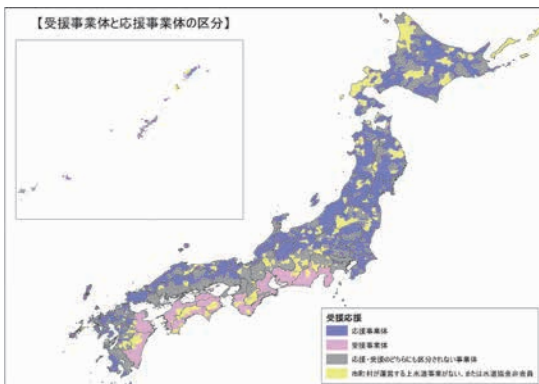 【受援事業体と応援事業体の区分】
受援応援
応援事業体
受援事業体
応援・受援のどちらにも区分されない事業体
市町村が運営する上水道事業がない、または水道協会非会員